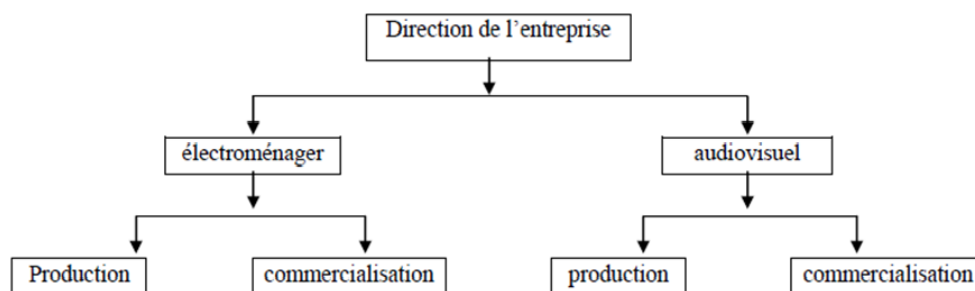 Direction de l'entreprise
électroménager
audiovisuel
Production
commercialisation
production
commercialisation